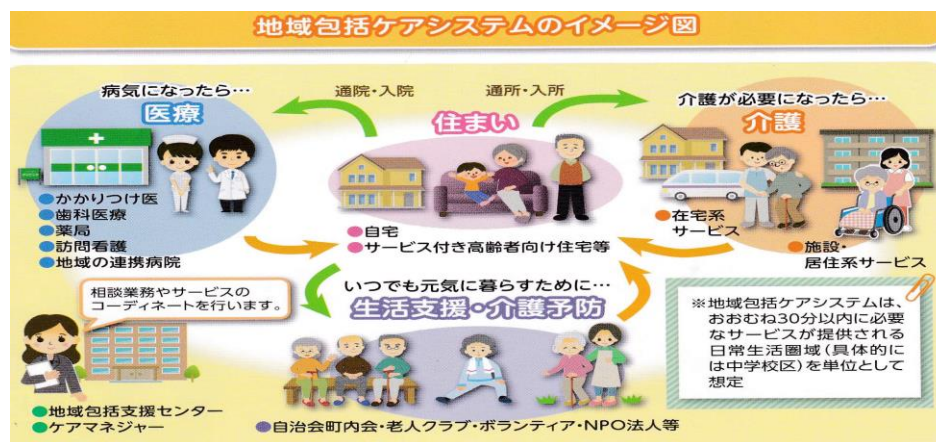 地域包括ケアシステムのイメージ図
病気になったら…
医療
通院・入院
通所・入所
住まい
介護が必要になったら…
介護
●かかりつけ医
●歯科医療
●薬局
●訪問看護
●地域の連携病院
●自宅
●サービス付き高齢者向け住宅等
●在宅系
サービス
●施設・
居住系サービス
相談業務やサービスの
コーディネートを行います。
いつでも元気に暮らすために…
生活支援・介護予防
●地域包括支援センター
●ケアマネジャー
●自治会町内会・老人クラブ・ボランティア・NPO法人等
※地域包括ケアシステムは、
おおむね30分以内に必要
なサービスが提供される
日常生活圏域(具体的に
は中学校区)を単位として
想定